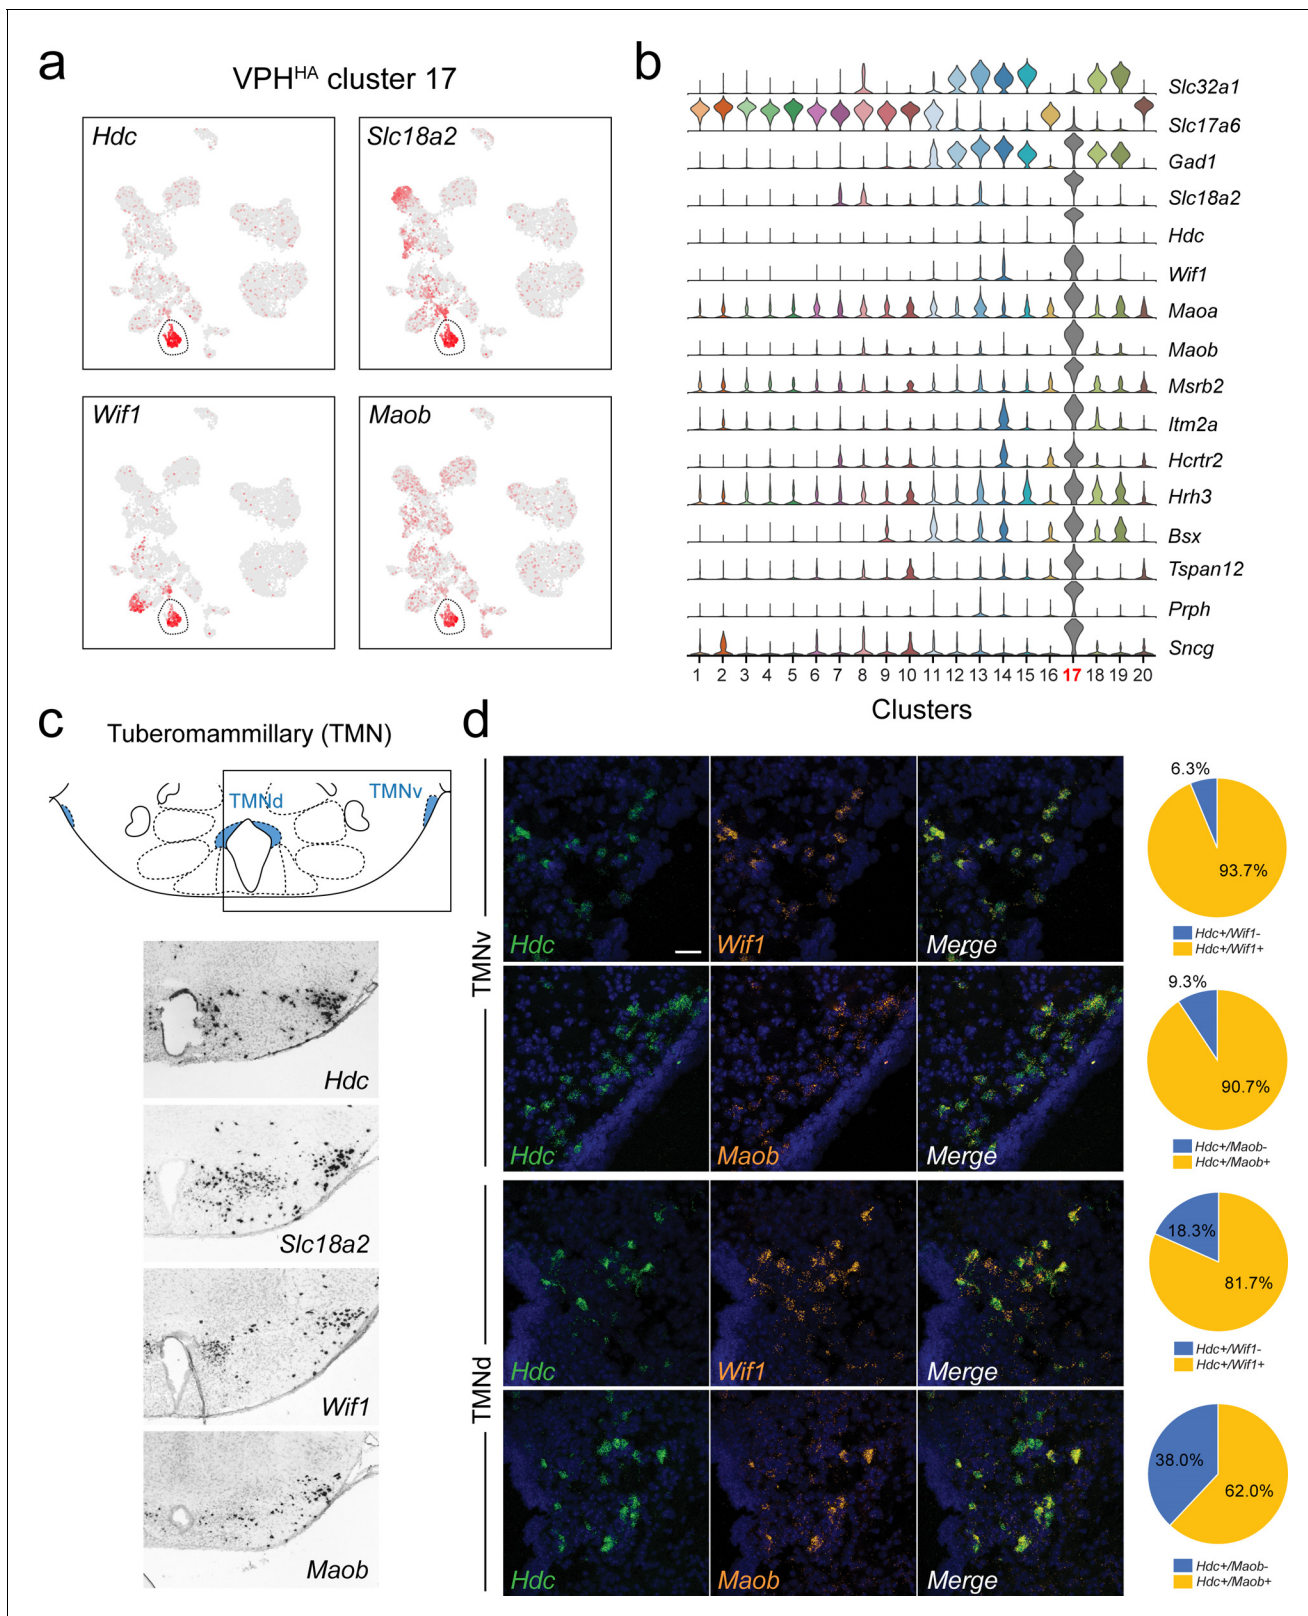 a
VPHHA cluster 17
Hdc
Slc18a2
Wif1
Maob
b
Slc32a1
Slc17a6
Gad1
Slc18a2
Hdc
Wif1
Maoa
Maob
Msrb2
Itm2a
Hcrtr2
Hrh3
Bsx
Tspan12
Prph
Sncg
1 2 3 4 5 6 7 8 9 10 11 12 13 14 15 16 17 18 19 20
Clusters
c
Tuberomammillary (TMN)
TMNd
TMNv
Hdc
Slc18a2
Wif1
Maob
d
TMNv
Hdc
Wif1
Merge
6.3%
93.7%
Hdc+/Wif1-
Hdc+/Wif1+
Hdc
Maob
Merge
9.3%
90.7%
Hdc+/Maob-
Hdc+/Maob+
TMNd
Hdc
Wif1
Merge
18.3%
81.7%
Hdc+/Wif1-
Hdc+/Wif1+
Hdc
Maob
Merge
38.0%
62.0%
Hdc+/Maob-
Hdc+/Maob+